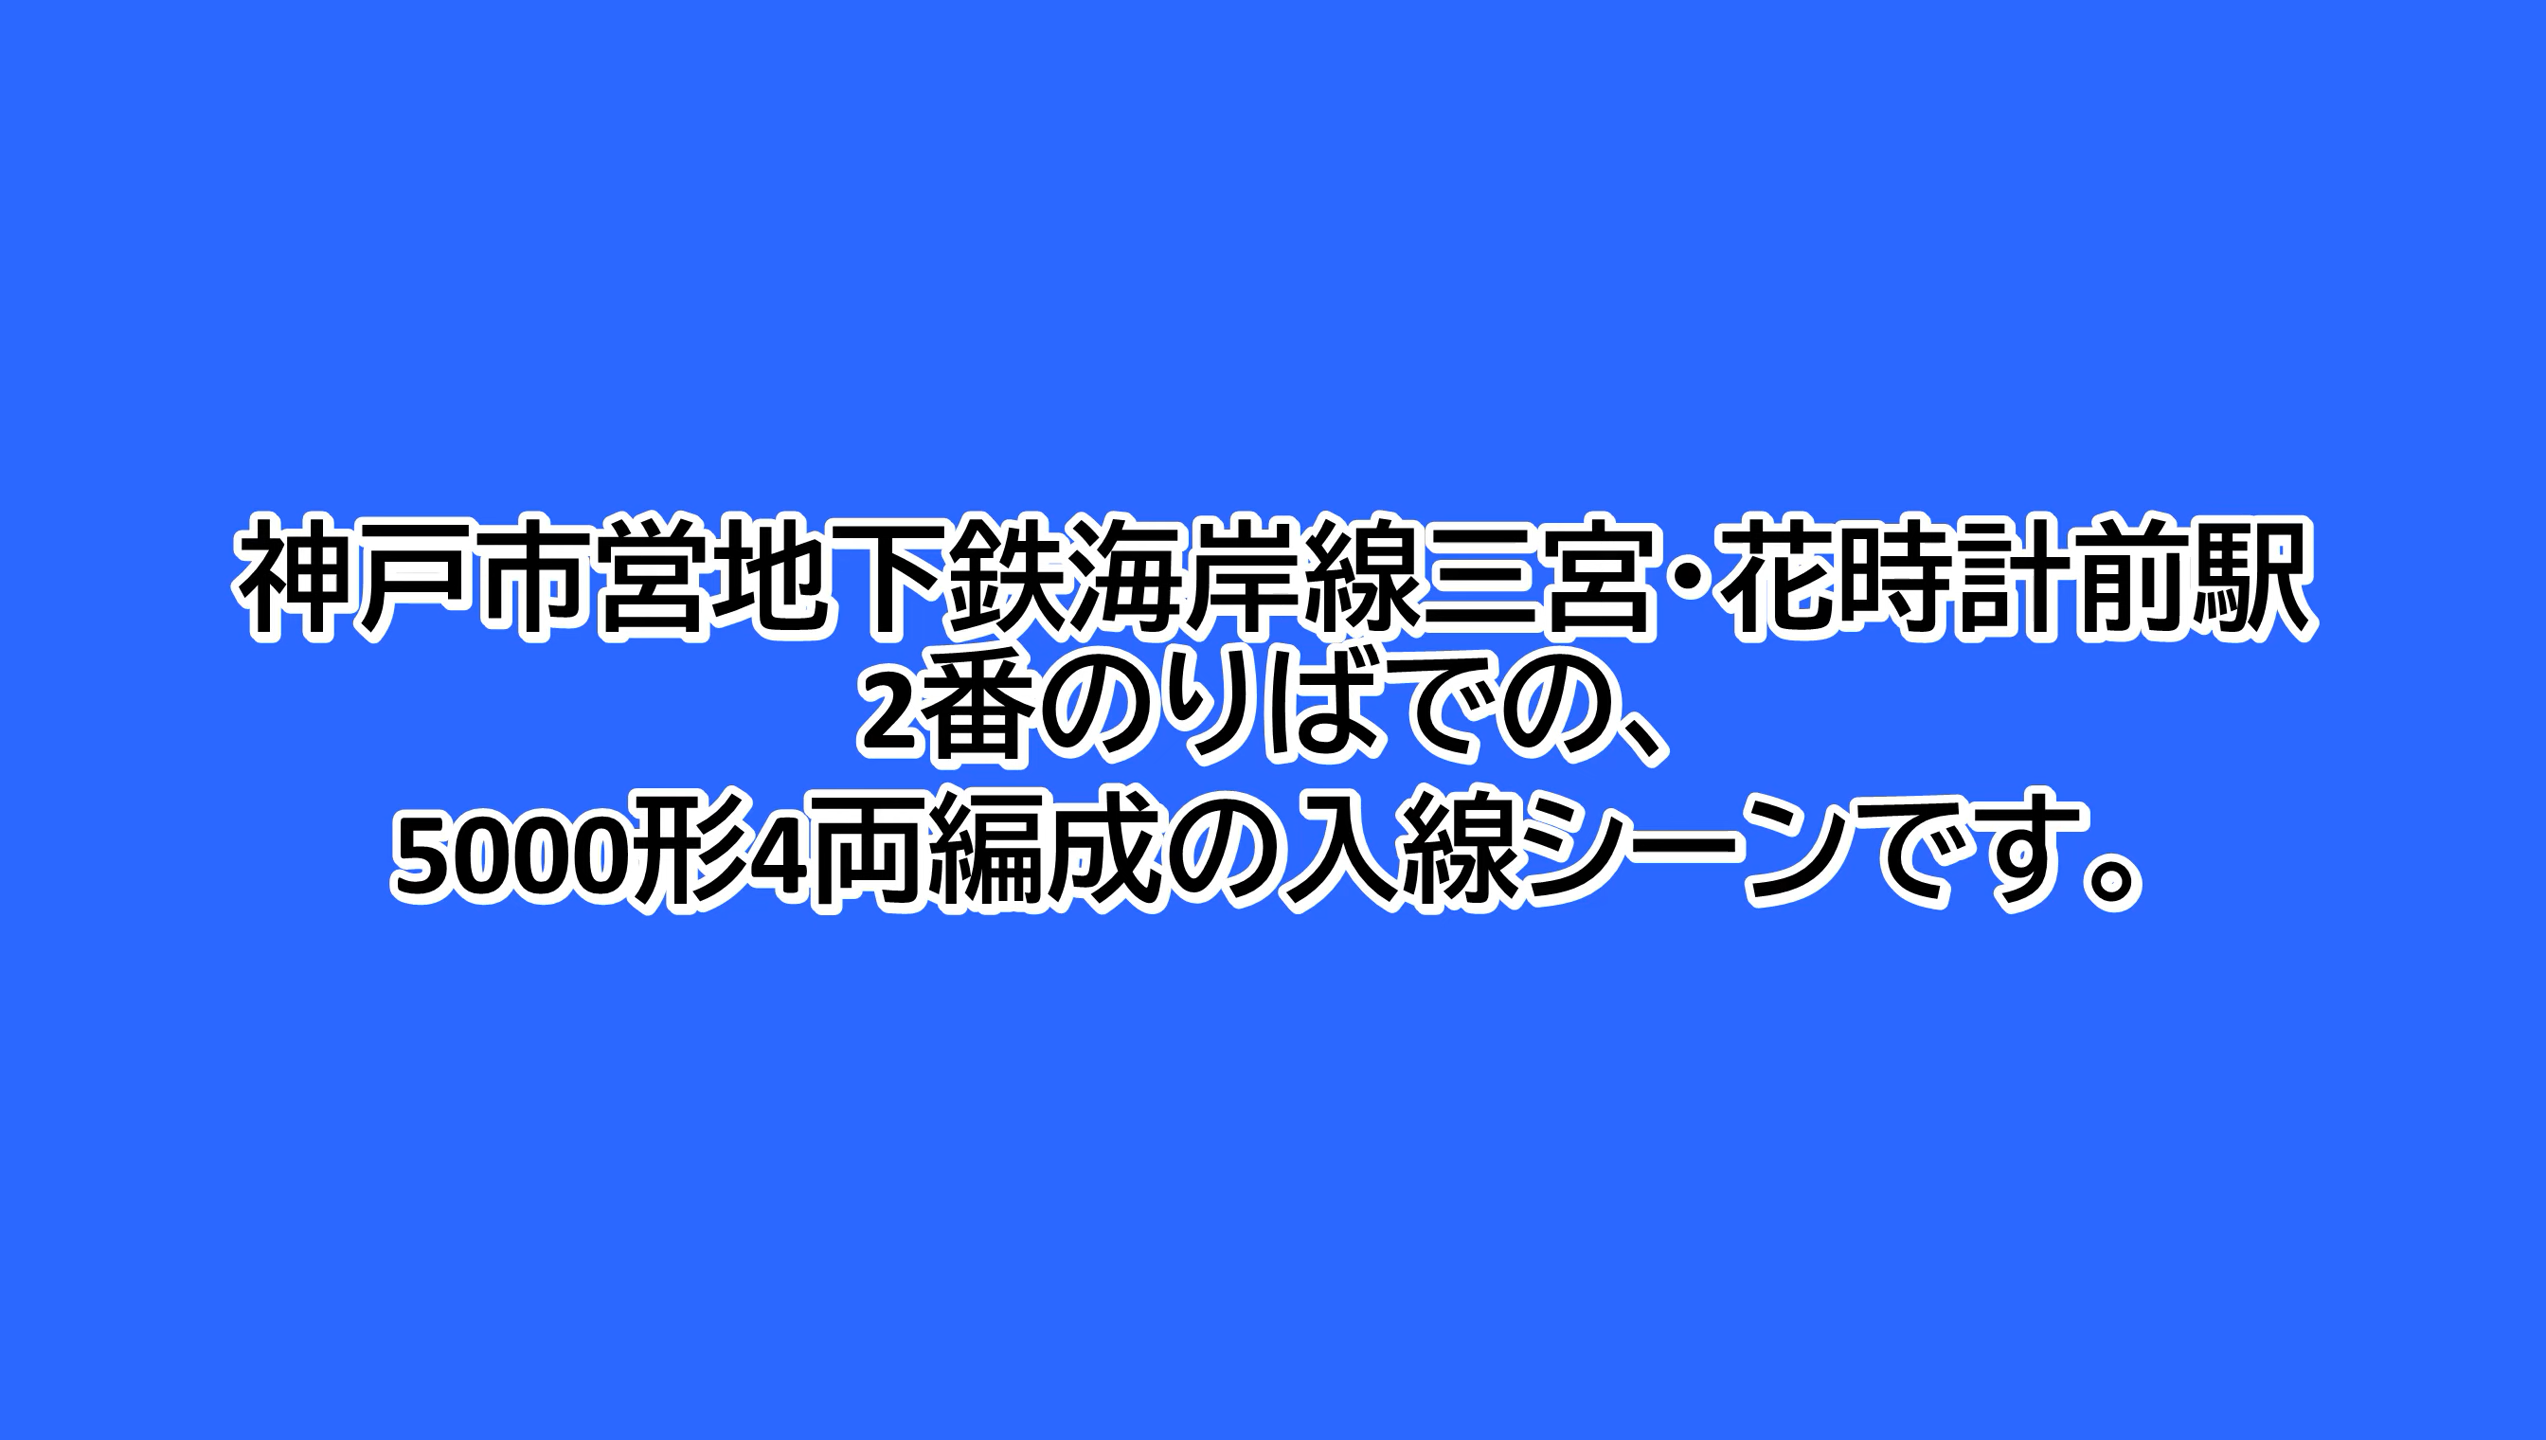 神戸市営地下鉄海岸線三宮・花時計前駅
2番のりばでの、
5000形4両編成の入線シーンです。